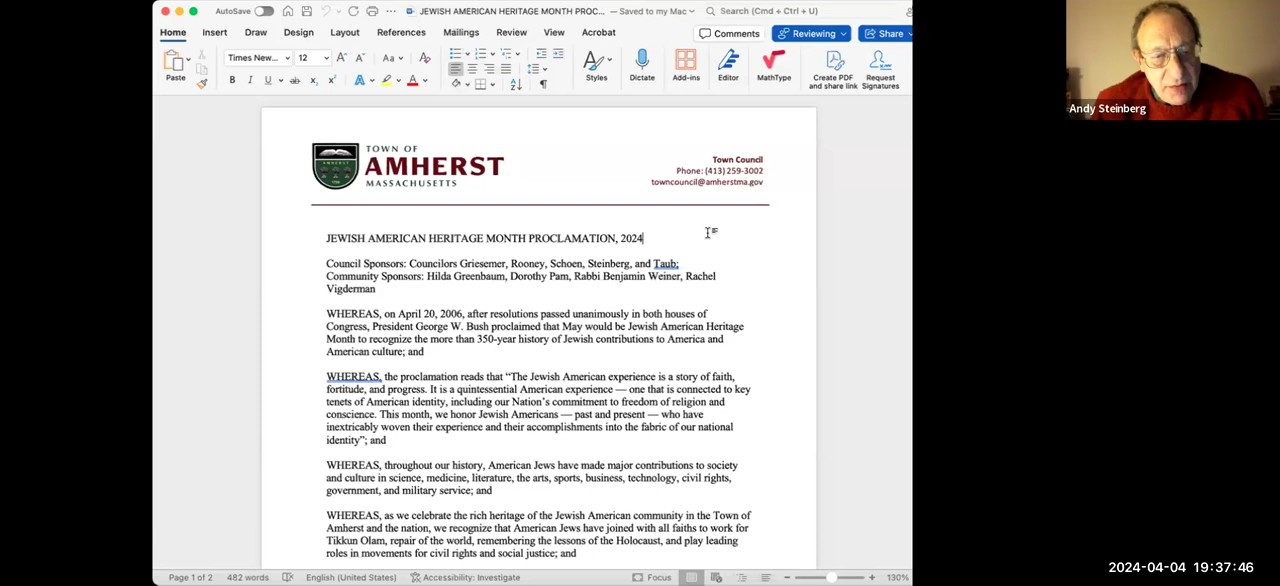 AutoSave
JEWISH AMERICAN HERITAGE MONTH PROC... — Saved to my Mac
Search (Cmd + Ctrl + U)
Home Insert Draw Design Layout References Mailings Review View Acrobat Comments Reviewing Share
Paste
Times New... 12
Styles
Dictate
Add-ins
Editor
MathType
Create PDF and share link
Request Signatures
TOWN OF
AMHERST
MASSACHUSETTS
Town Council
Phone: (413) 259-3002
towncouncil@amherstma.gov
JEWISH AMERICAN HERITAGE MONTH PROCLAMATION, 2024
Council Sponsors: Councilors Griesemer, Rooney, Schoen, Steinberg, and Taub;
Community Sponsors: Hilda Greenbaum, Dorothy Pam, Rabbi Benjamin Weiner, Rachel
Vigderman
WHEREAS, on April 20, 2006, after resolutions passed unanimously in both houses of
Congress, President George W. Bush proclaimed that May would be Jewish American Heritage
Month to recognize the more than 350-year history of Jewish contributions to America and
American culture; and
WHEREAS, the proclamation reads that “The Jewish American experience is a story of faith,
fortitude, and progress. It is a quintessential American experience — one that is connected to key
tenets of American identity, including our Nation’s commitment to freedom of religion and
conscience. This month, we honor Jewish Americans — past and present — who have
inextricably woven their experience and their accomplishments into the fabric of our national
identity”; and
WHEREAS, throughout our history, American Jews have made major contributions to society
and culture in science, medicine, literature, the arts, sports, business, technology, civil rights,
government, and military service; and
WHEREAS, as we celebrate the rich heritage of the Jewish American community in the Town of
Amherst and the nation, we recognize that American Jews have joined with all faiths to work for
Tikkun Olam, repair of the world, remembering the lessons of the Holocaust, and play leading
roles in movements for civil rights and social justice; and
Page 1 of 2 482 words English (United States) Accessibility: Investigate Focus 130%
Andy Steinberg
2024-04-04 19:37:46